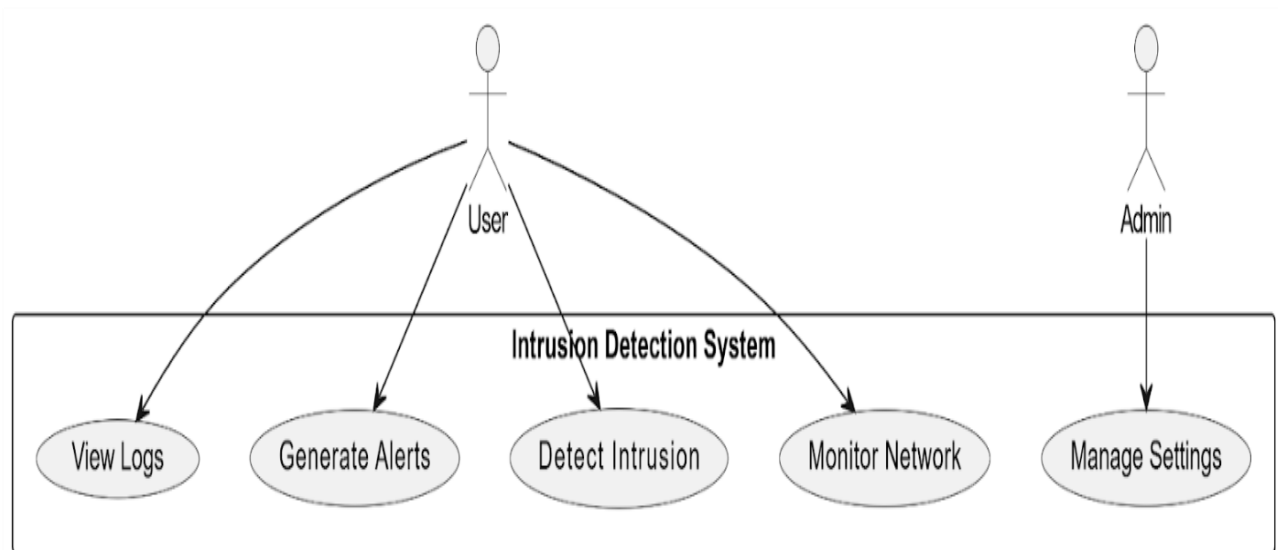 User
Admin
Intrusion Detection System
View Logs
Generate Alerts
Detect Intrusion
Monitor Network
Manage Settings